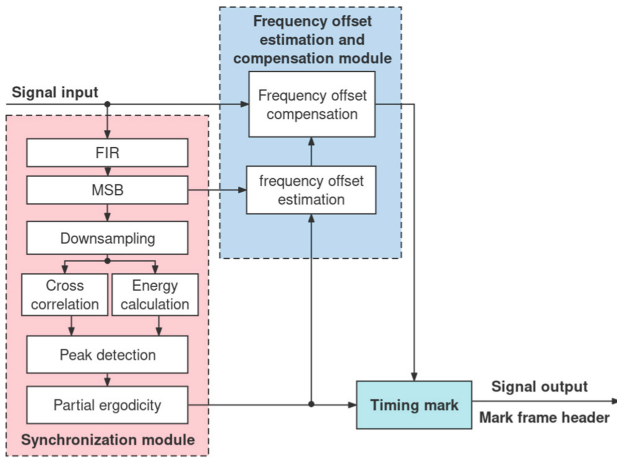 Frequency offset
estimation and
compensation module
Signal input
Frequency offset
compensation
FIR
MSB
frequency offset
estimation
Downsampling
Cross
correlation
Energy
calculation
Peak detection
Partial ergodicity
Synchronization module
Timing mark
Signal output
Mark frame header